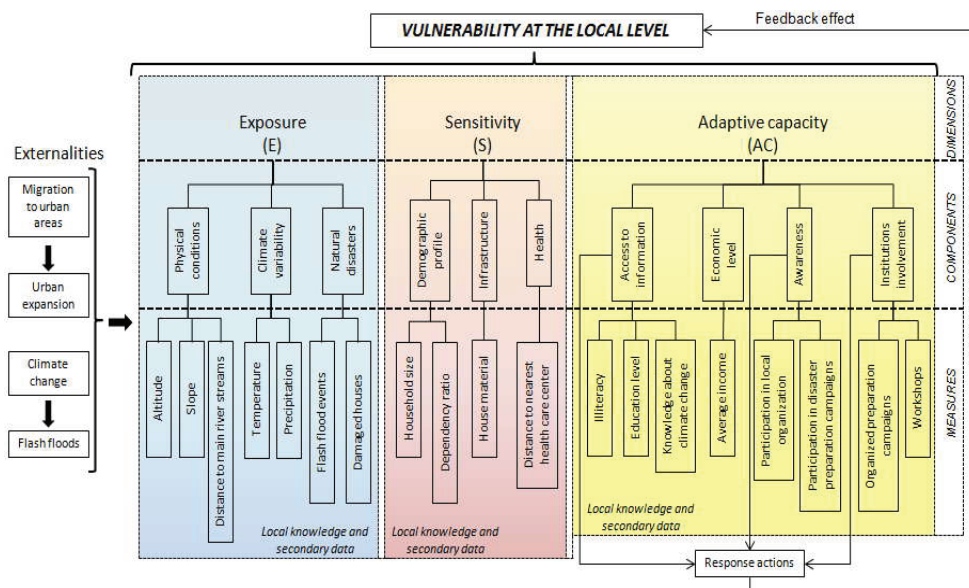 VULNERABILITY AT THE LOCAL LEVEL
Feedback effect
Externalities
Migration
to urban
areas
Urban
expansion
Climate
change
Flash floods
Exposure
(E)
Sensitivity
(S)
Adaptive capacity
(AC)
DIMENSIONS
Physical
conditions
Climate
variability
Natural
disasters
Demographic
profile
Infrastructure
Health
Access to
information
Economic
level
Awareness
Institutions
involvement
COMPONENTS
Altitude
Slope
Distance to main river streams
Temperature
Precipitation
Flash flood events
Damaged houses
Household size
Dependency ratio
House material
Distance to nearest
health care center
Illiteracy
Education level
Knowledge about
climate change
Average income
Participation in local
organization
Participation in disaster
preparation campaigns
Organized preparation
campaigns
Workshops
MEASURES
Local knowledge and
secondary data
Local knowledge and
secondary data
Local knowledge and
secondary data
Response actions